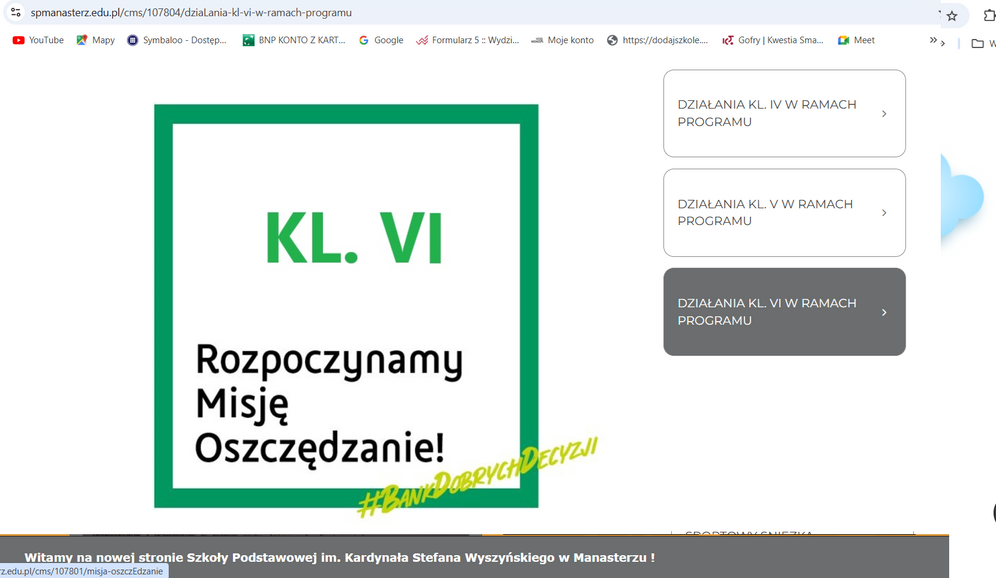 spmanasterz.edu.pl/cms/107804/dziaLania-kl-vi-w-ramach-programu
YouTube
Mapy
Symbaloo - Dostęp...
BNP KONTO Z KART...
Google
Formularz 5 :: Wydzi...
Moje konto
https://dodajszkole....
Gofry | Kwestia Sma...
Meet
»
W
DZIAŁANIA KL. IV W RAMACH
PROGRAMU
DZIAŁANIA KL. V W RAMACH
PROGRAMU
DZIAŁANIA KL. VI W RAMACH
PROGRAMU
KL. VI
Rozpoczynamy
Misję
Oszczędzanie!
#BANKDOBRYCHDECYZJI
SPORTOWY ŚNIEŻKA
Witamy na nowej stronie Szkoły Podstawowej im. Kardynała Stefana Wyszyńskiego w Manasterzu !
rz.edu.pl/cms/107801/misja-oszczEdzanie